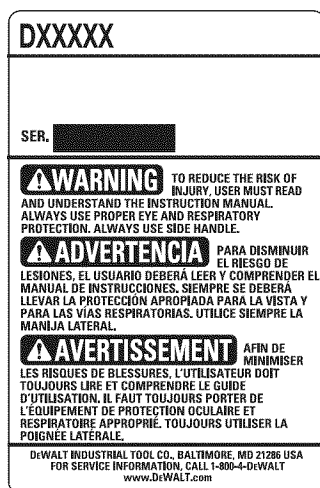 DXXXXX
SER.
WARNING TO REDUCE THE RISK OF
INJURY, USER MUST READ
AND UNDERSTAND THE INSTRUCTION MANUAL.
ALWAYS USE PROPER EYE AND RESPIRATORY
PROTECTION. ALWAYS USE SIDE HANDLE.
ADVERTENCIA PARA DISMINUIR
EL RIESGO DE
LESIONES, EL USUARIO DEBERÁ LEER Y COMPRENDER EL
MANUAL DE INSTRUCCIONES. SIEMPRE SE DEBERÁ
LLEVAR LA PROTECCIÓN APROPIADA PARA LA VISTA Y
PARA LAS VÍAS RESPIRATORIAS. UTILICE SIEMPRE LA
MANIJA LATERAL.
AVERTISSEMENT AFIN DE
MINIMISER
LES RISQUES DE BLESSURES, L'UTILISATEUR DOIT
TOUJOURS LIRE ET COMPRENDRE LE GUIDE
D'UTILISATION. IL FAUT TOUJOURS PORTER DE
L'ÉQUIPEMENT DE PROTECTION OCULAIRE ET
RESPIRATOIRE APPROPRIÉ. TOUJOURS UTILISER LA
POIGNÉE LATÉRALE.
DEWALT INDUSTRIAL TOOL CO., BALTIMORE, MD 21286 USA
FOR SERVICE INFORMATION, CALL 1-800-4-DEWALT
www.DEWALT.com